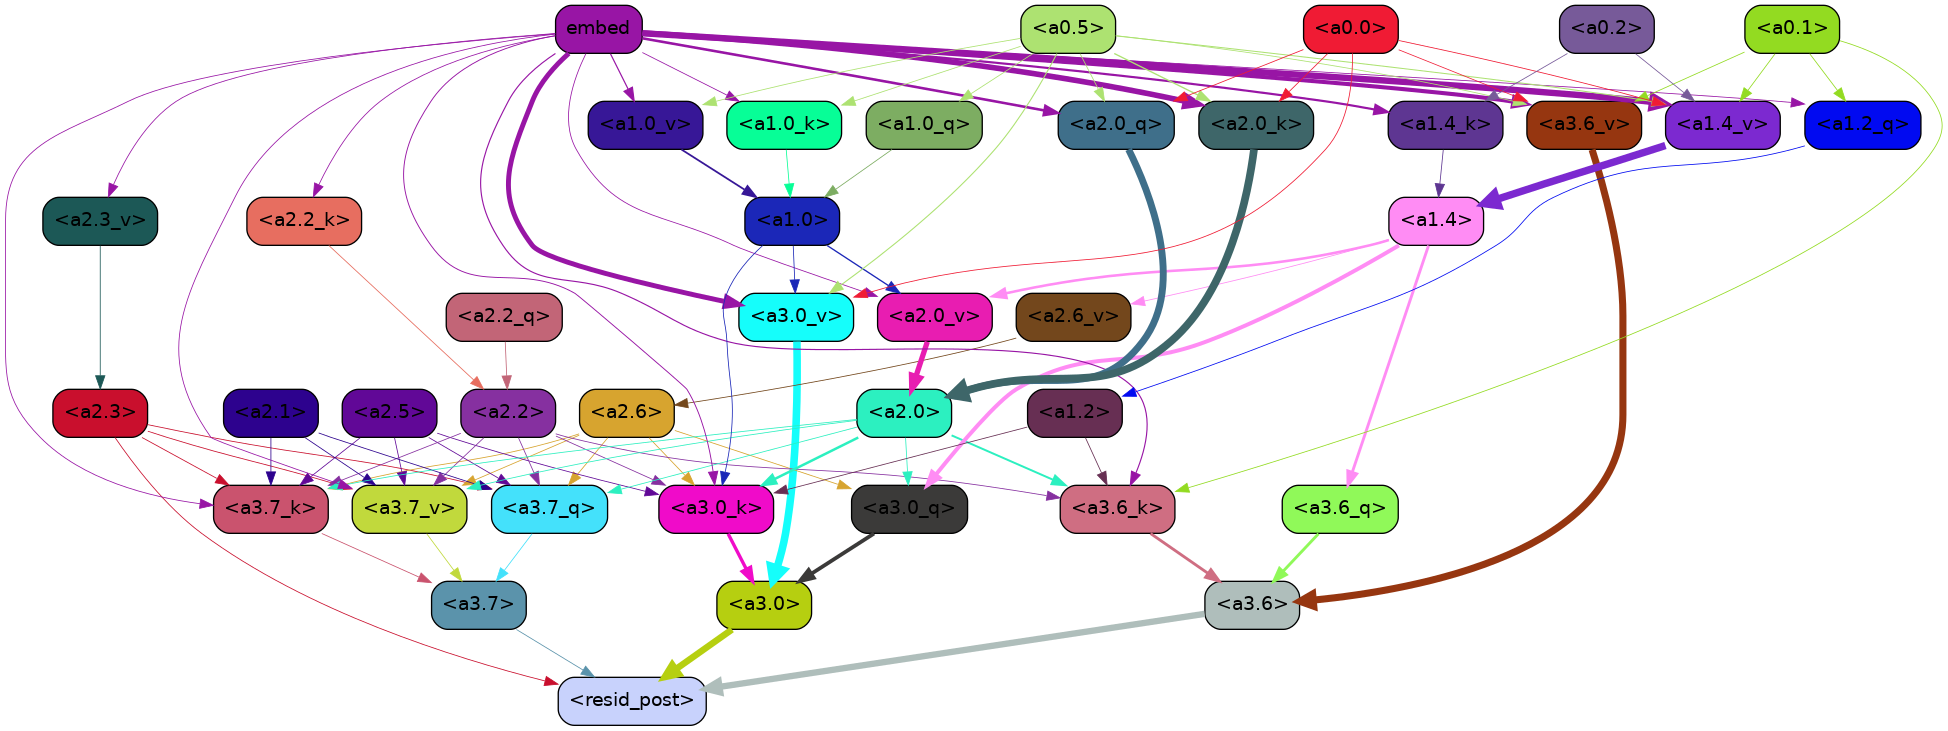 embed
<a0.5>
<a0.0>
<a0.2>
<a0.1>
<a1.0_v>
<a1.0_k>
<a1.0_q>
<a2.0_q>
<a2.0_k>
<a1.4_k>
<a3.6_v>
<a1.4_v>
<a1.2_q>
<a2.3_v>
<a2.2_k>
<a1.0>
<a1.4>
<a2.2_q>
<a3.0_v>
<a2.0_v>
<a2.6_v>
<a2.3>
<a2.1>
<a2.5>
<a2.2>
<a2.6>
<a2.0>
<a1.2>
<a3.7_k>
<a3.7_v>
<a3.7_q>
<a3.0_k>
<a3.0_q>
<a3.6_k>
<a3.6_q>
<a3.7>
<a3.0>
<a3.6>
<resid_post>